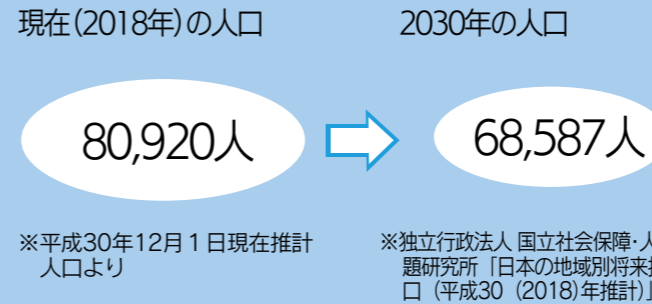 現在(2018年)の人口
2030年の人口
80,920人
68,587人
※平成30年12月1日現在推計
人口より
※独立行政法人 国立社会保障・人
題研究所「日本の地域別将来推
口(平成30(2018)年推計)」